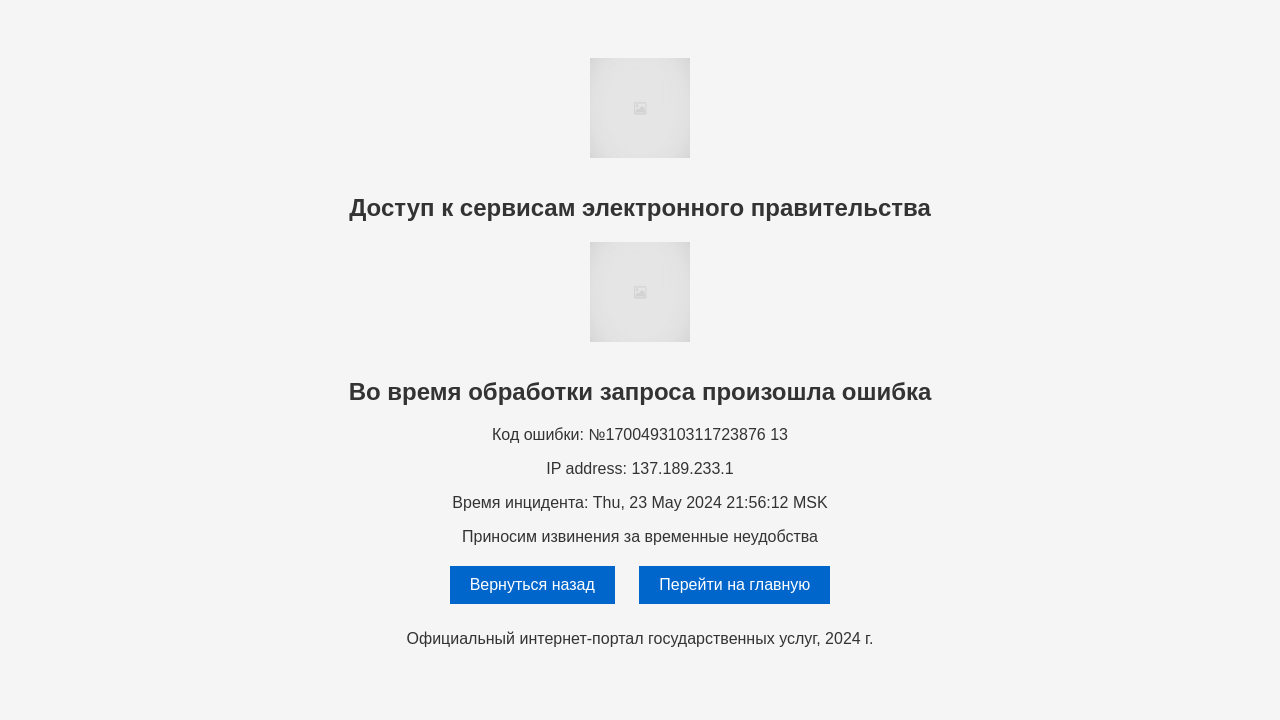 Доступ к сервисам электронного правительства
Во время обработки запроса произошла ошибка
Код ошибки: №170049310311723876 13
IP address: 137.189.233.1
Время инцидента: Thu, 23 May 2024 21:56:12 MSK
Приносим извинения за временные неудобства
Вернуться назад
Перейти на главную
Официальный интернет-портал государственных услуг, 2024 г.